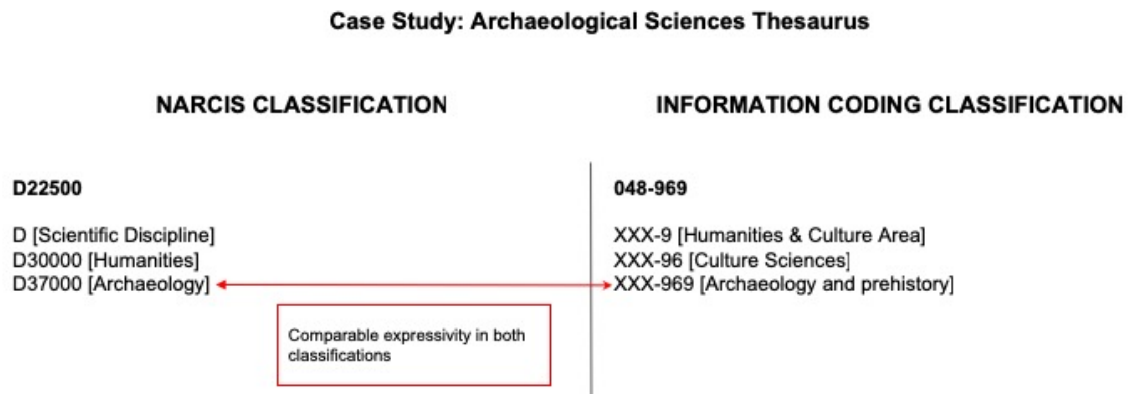 Case Study: Archaeological Sciences Thesaurus
NARCIS CLASSIFICATION
INFORMATION CODING CLASSIFICATION
D22500
D [Scientific Discipline]
D30000 [Humanities]
D37000 [Archaeology]
Comparable expressivity in both
classifications
048-969
XXX-9 [Humanities & Culture Area]
XXX-96 [Culture Sciences]
XXX-969 [Archaeology and prehistory]